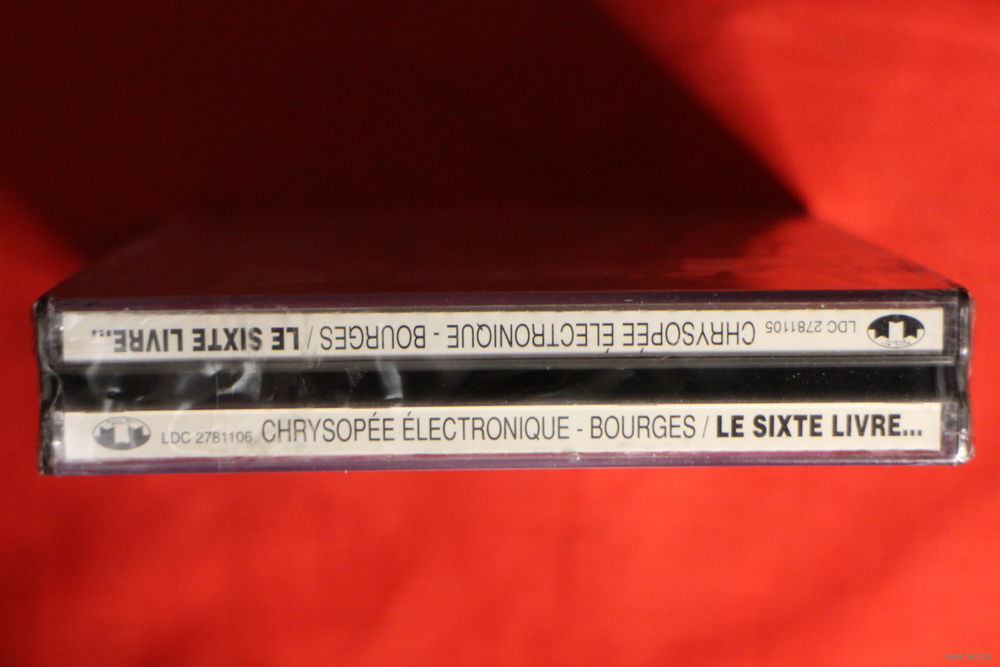 LDC 2781105 CHRYSOPÉE ÉLECTRONIQUE - BOURGES / LE SIXTE LIVRE...
LDC 2781106 CHRYSOPÉE ÉLECTRONIQUE - BOURGES / LE SIXTE LIVRE...